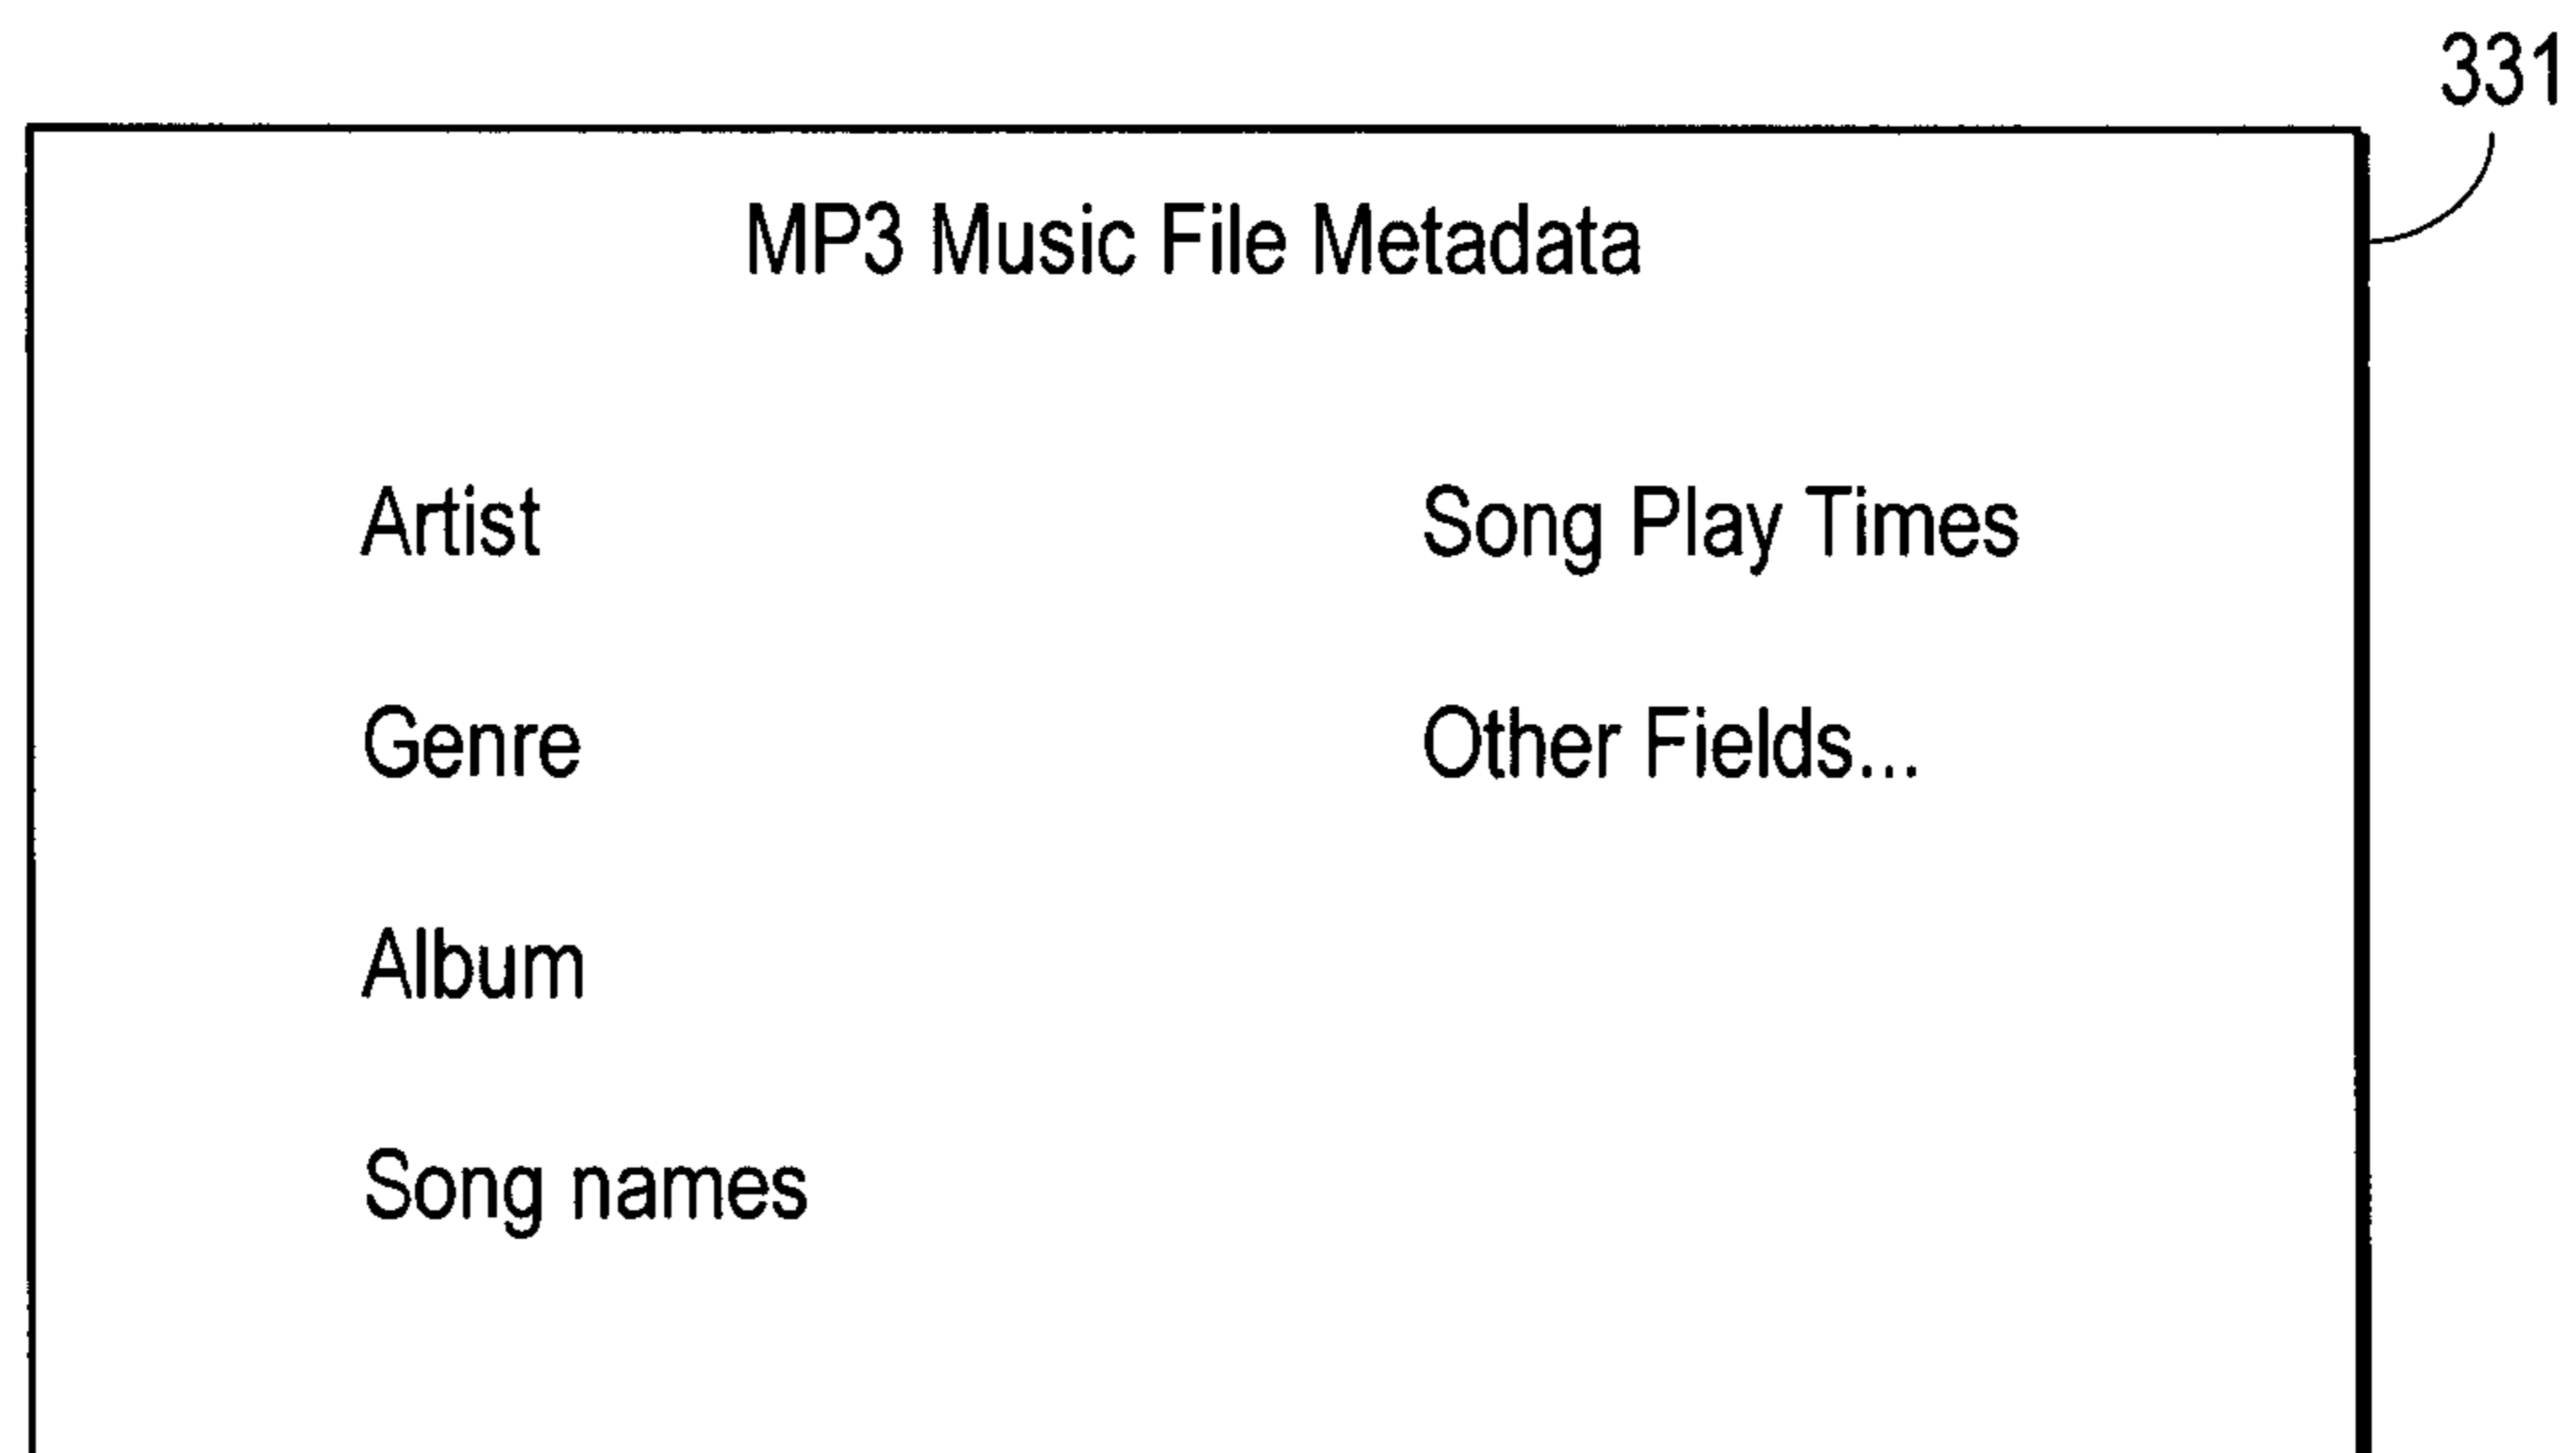 331
MP3 Music File Metadata
Artist
Genre
Album
Song names
Song Play Times
Other Fields...